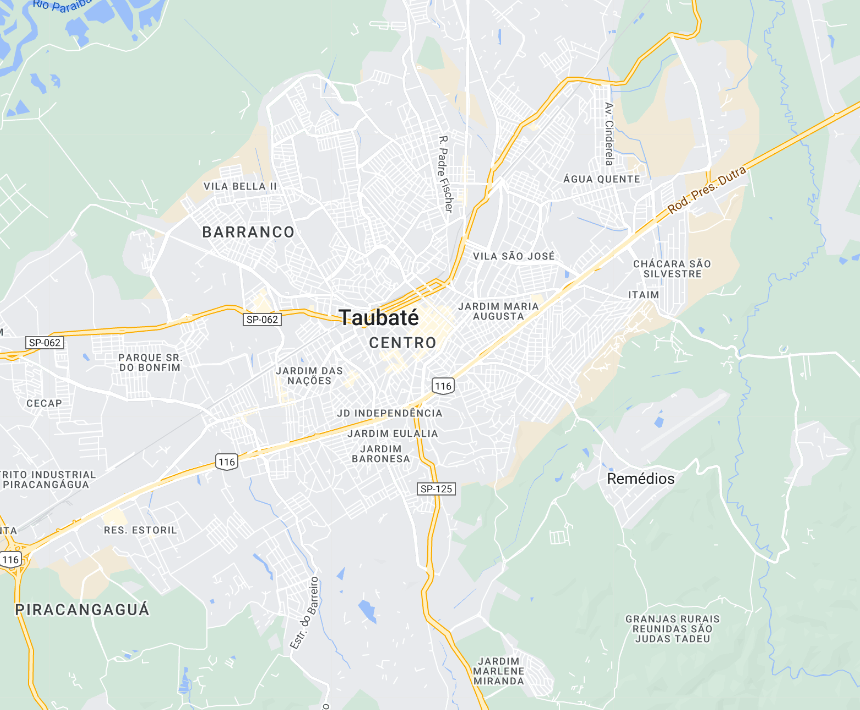 Rio Paraíba
Av. Cinderela
R. Padre Fischer
ÁGUA QUENTE
Rod. Pres. Dutra
VILA BELLA II
BARRANCO
VILA SÃO JOSÉ
CHÁCARA SÃO
SILVESTRE
ITAIM
JARDIM MARIA
AUGUSTA
SP-062
Taubaté
CENTRO
SP-062
PARQUE SR.
DO BONFIM
JARDIM DAS
NAÇÕES
116
CECAP
JD INDEPENDÊNCIA
JARDIM EULÁLIA
JARDIM
BARONESA
116
TRITO INDUSTRIAL
PIRACANGÁGUA
SP-125
Remédios
NTA
RES. ESTORIL
116
PIRACANGAGUÁ
Estr. do Barreiro
GRANJAS RURAIS
REUNIDAS SÃO
JUDAS TADEU
JARDIM
MARLENE
MIRANDA